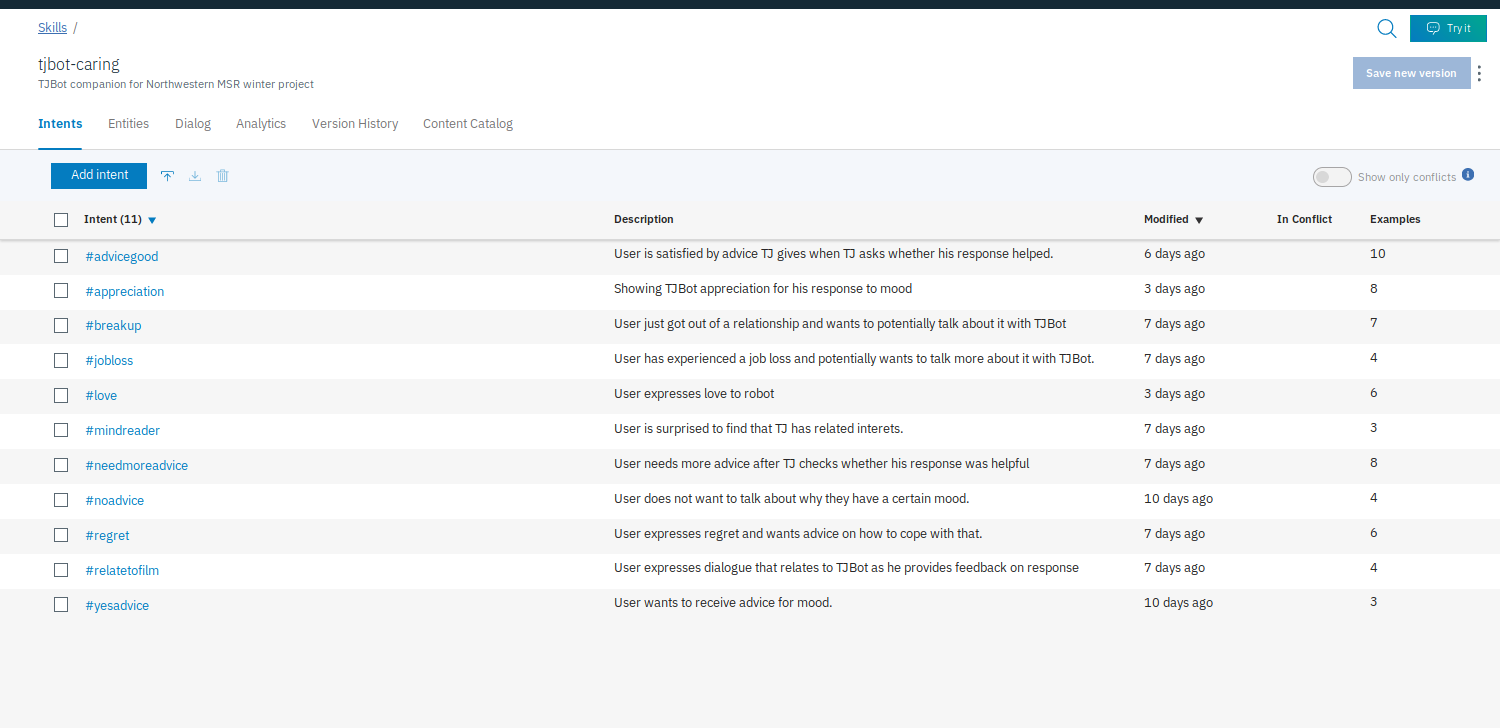 Skills /
Try it
tjbot-caring
TJBot companion for Northwestern MSR winter project
Save new version
Intents Entities Dialog Analytics Version History Content Catalog
Add intent
Show only conflicts
Intent (11) Description Modified In Conflict Examples
#advicegood User is satisfied by advice TJ gives when TJ asks whether his response helped. 6 days ago 10
#appreciation Showing TJBot appreciation for his response to mood 3 days ago 8
#breakup User just got out of a relationship and wants to potentially talk about it with TJBot 7 days ago 7
#jobloss User has experienced a job loss and potentially wants to talk more about it with TJBot. 7 days ago 4
#love User expresses love to robot 3 days ago 6
#mindreader User is surprised to find that TJ has related interets. 7 days ago 3
#needmoreadvice User needs more advice after TJ checks whether his response was helpful 7 days ago 8
#noadvice User does not want to talk about why they have a certain mood. 10 days ago 4
#regret User expresses regret and wants advice on how to cope with that. 7 days ago 6
#relatetofilm User expresses dialogue that relates to TJBot as he provides feedback on response 7 days ago 4
#yesadvice User wants to receive advice for mood. 10 days ago 3